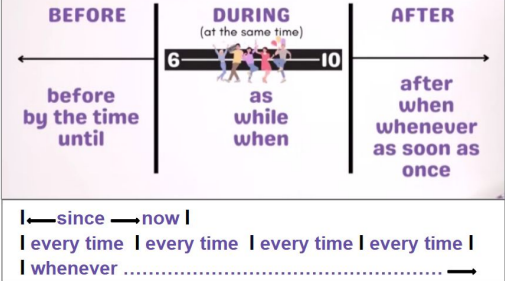 BEFORE
DURING
(at the same time)
AFTER
6 10
before
by the time
until
as
while
when
after
when
whenever
as soon as
once
I since now I
I every time I every time I every time I every time I
I whenever ............................................................